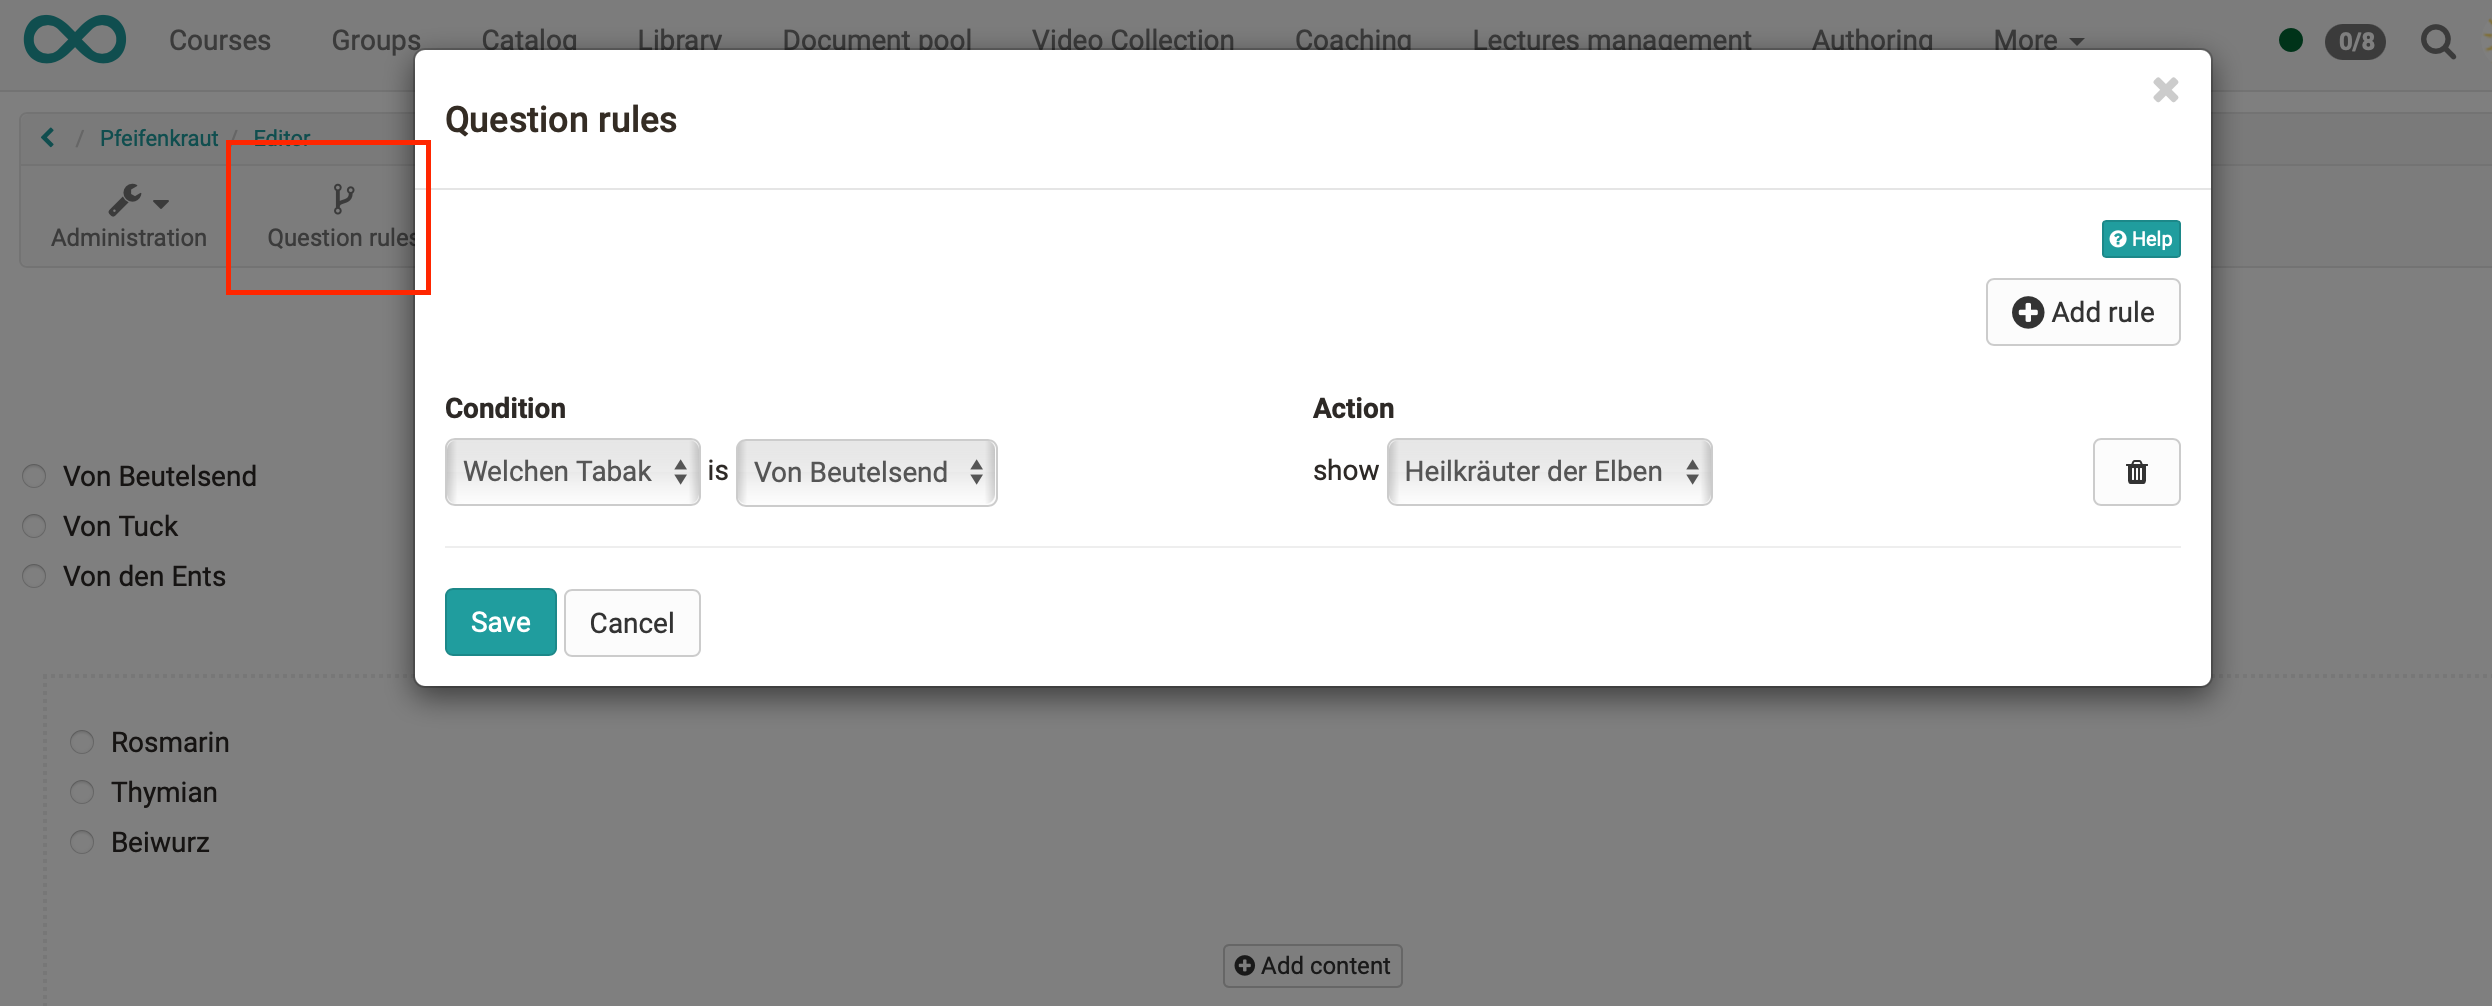 Courses Groups Catalog Library Document pool Video Collection Coaching Lectures management Authoring More 0/8
/ Pfeifenkraut / Editor
Administration Question rules
Question rules
Help
Add rule
Condition Action
Welchen Tabak is Von Beutelsend show Heilkräuter der Elben
Save Cancel
Von Beutelsend
Von Tuck
Von den Ents
Rosmarin
Thymian
Beiwurz
Add content